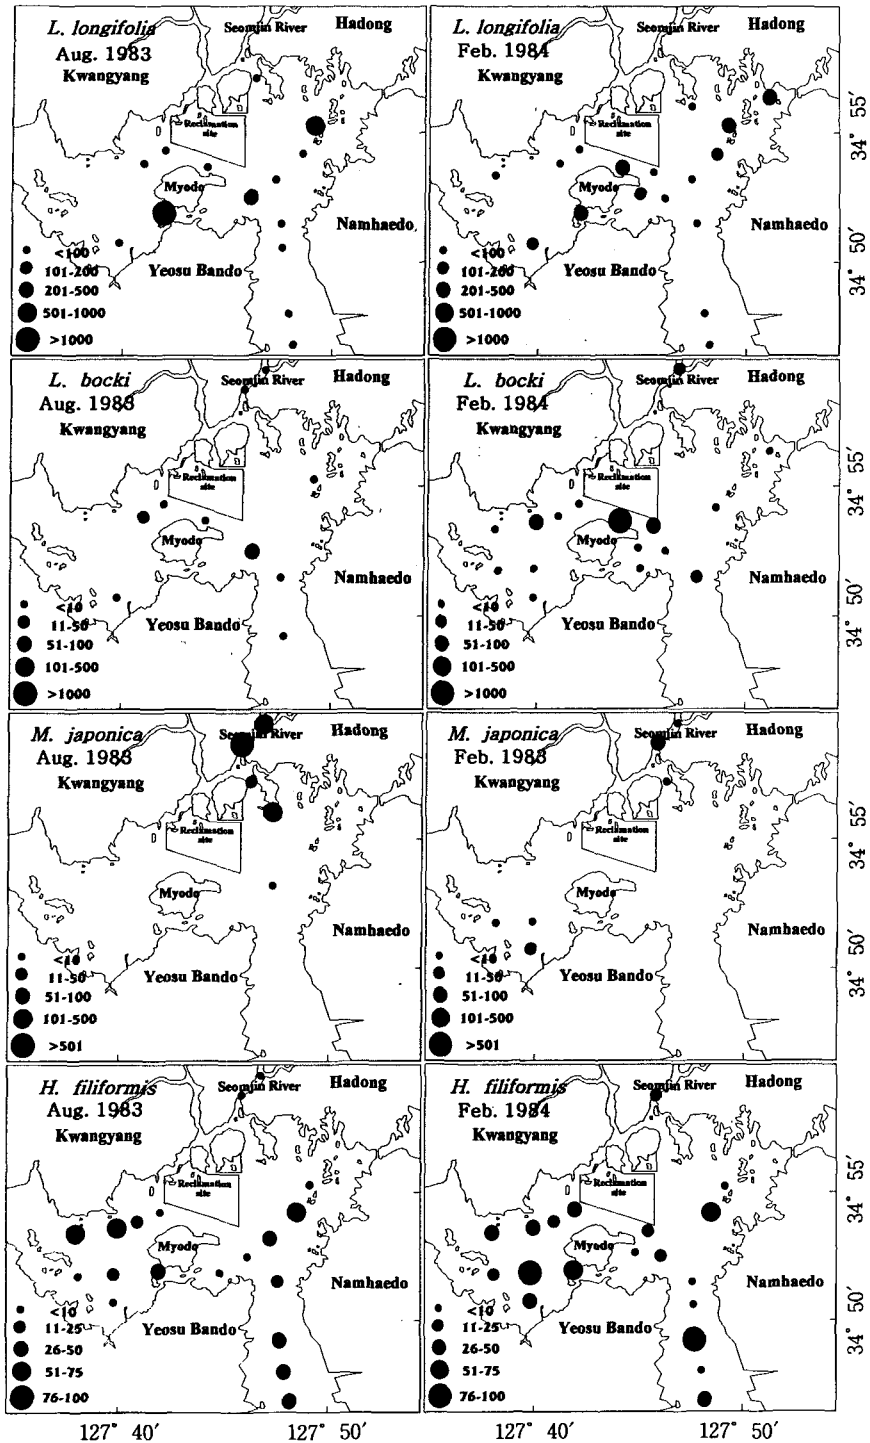 L. longifolia
Aug. 1983
Kwangyang
Seomjin River
Hadong
Reclamation site
Myodo
Namhaedo
Yeosu Bando
<100
101-200
201-500
501-1000
>1000
L. longifolia
Feb. 1984
Kwangyang
Seomjin River
Hadong
Reclamation site
Myodo
Namhaedo
Yeosu Bando
<100
101-200
201-500
501-1000
>1000
34° 55′
34° 50′
L. bocki
Aug. 1983
Kwangyang
Seomjin River
Hadong
Reclamation site
Myodo
Namhaedo
Yeosu Bando
<10
11-50
51-100
101-500
>1000
L. bocki
Feb. 1984
Kwangyang
Seomjin River
Hadong
Reclamation site
Myodo
Namhaedo
Yeosu Bando
<10
11-50
51-100
101-500
>1000
34° 55′
34° 50′
M. japonica
Aug. 1983
Kwangyang
Seomjin River
Hadong
Reclamation site
Myodo
Namhaedo
Yeosu Bando
<10
11-50
51-100
101-500
>501
M. japonica
Feb. 1983
Kwangyang
Seomjin River
Hadong
Reclamation site
Myodo
Namhaedo
Yeosu Bando
<10
11-50
51-100
101-500
>501
34° 55′
34° 50′
H. filiformis
Aug. 1983
Kwangyang
Seomjin River
Hadong
Reclamation site
Myodo
Namhaedo
Yeosu Bando
<10
11-25
26-50
51-75
76-100
H. filiformis
Feb. 1984
Kwangyang
Seomjin River
Hadong
Reclamation site
Myodo
Namhaedo
Yeosu Bando
<10
11-25
26-50
51-75
76-100
34° 55′
34° 50′
127° 40′
127° 50′
127° 40′
127° 50′